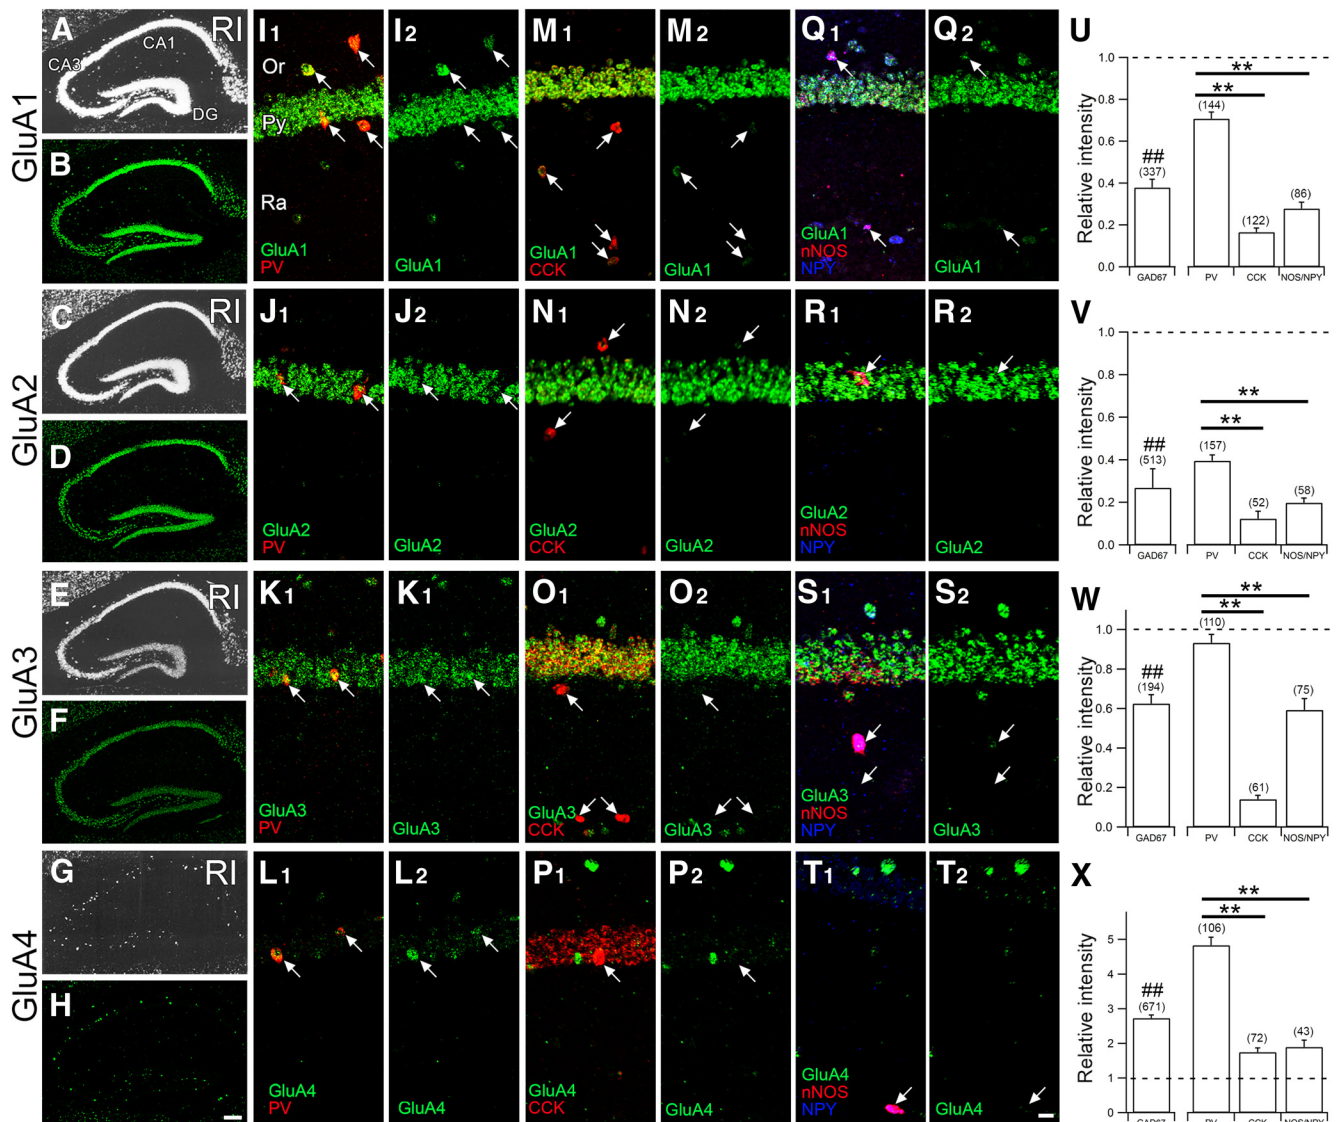 GluA1
A
RI
CA1
CA3
DG
B
I1
Or
Py
Ra
GluA1
PV
I2
GluA1
M1
GluA1
CCK
M2
GluA1
Q1
GluA1
nNOS
NPY
Q2
GluA1
U
Relative intensity
1.0
0.8
0.6
0.4
0.2
0.0
##
(337)
(144)
**
**
(122)
(86)
GAD67
PV
CCK
NOS/NPY
GluA2
C
RI
D
J1
GluA2
PV
J2
GluA2
N1
GluA2
CCK
N2
GluA2
R1
GluA2
nNOS
NPY
R2
GluA2
V
Relative intensity
1.0
0.8
0.6
0.4
0.2
0.0
##
(513)
(157)
**
**
(52)
(58)
GAD67
PV
CCK
NOS/NPY
GluA3
E
RI
F
K1
GluA3
PV
K1
GluA3
O1
GluA3
CCK
O2
GluA3
S1
GluA3
nNOS
NPY
S2
GluA3
W
Relative intensity
1.0
0.8
0.6
0.4
0.2
0.0
##
(194)
(110)
**
**
(61)
(75)
GAD67
PV
CCK
NOS/NPY
GluA4
G
RI
H
L1
GluA4
PV
L2
GluA4
P1
GluA4
CCK
P2
GluA4
T1
GluA4
nNOS
NPY
T2
GluA4
X
Relative intensity
5
4
3
2
1
0
##
(671)
(106)
**
**
(72)
(43)
GAD67
PV
CCK
NOS/NPY